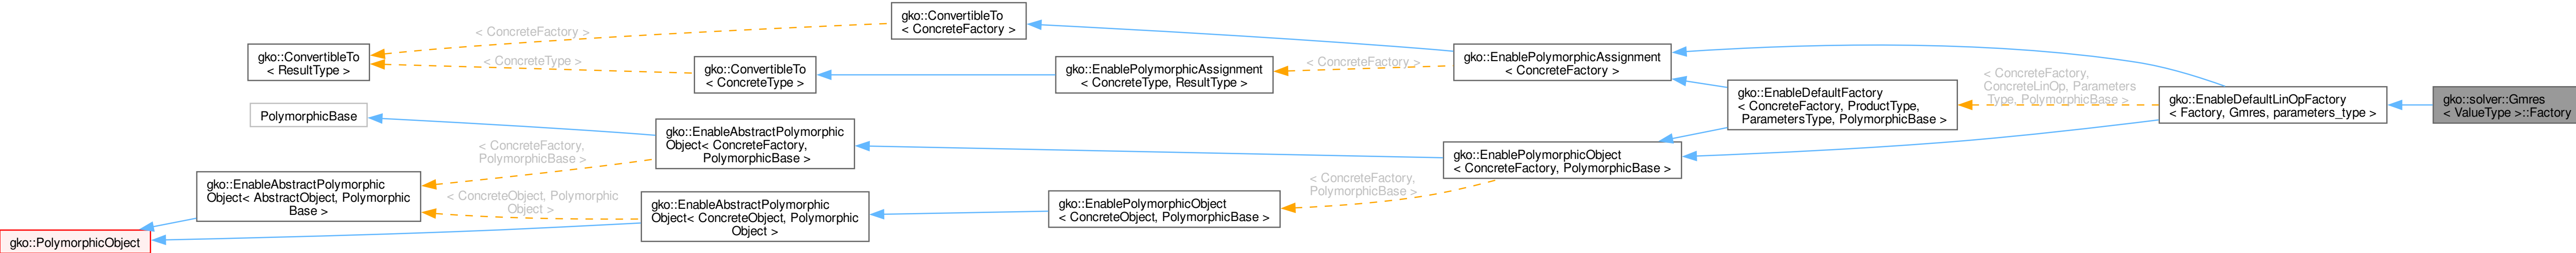 gko::ConvertibleTo
< ConcreteFactory >
< ConcreteFactory >
gko::ConvertibleTo
< ResultType >
< ConcreteType >
gko::ConvertibleTo
< ConcreteType >
gko::EnablePolymorphicAssignment
< ConcreteType, ResultType >
< ConcreteFactory >
gko::EnablePolymorphicAssignment
< ConcreteFactory >
gko::EnableDefaultFactory
< ConcreteFactory, ProductType,
ParametersType, PolymorphicBase >
< ConcreteFactory,
ConcreteLinOp, Parameters
Type, PolymorphicBase >
gko::EnableDefaultLinOpFactory
< Factory, Gmres, parameters_type >
gko::solver::Gmres
< ValueType >::Factory
PolymorphicBase
gko::EnableAbstractPolymorphic
Object< ConcreteFactory,
PolymorphicBase >
< ConcreteFactory,
PolymorphicBase >
gko::EnablePolymorphicObject
< ConcreteFactory, PolymorphicBase >
gko::EnableAbstractPolymorphic
Object< AbstractObject, Polymorphic
Base >
< ConcreteObject, Polymorphic
Object >
gko::EnableAbstractPolymorphic
Object< ConcreteObject, Polymorphic
Object >
gko::EnablePolymorphicObject
< ConcreteObject, PolymorphicBase >
< ConcreteFactory,
PolymorphicBase >
gko::PolymorphicObject